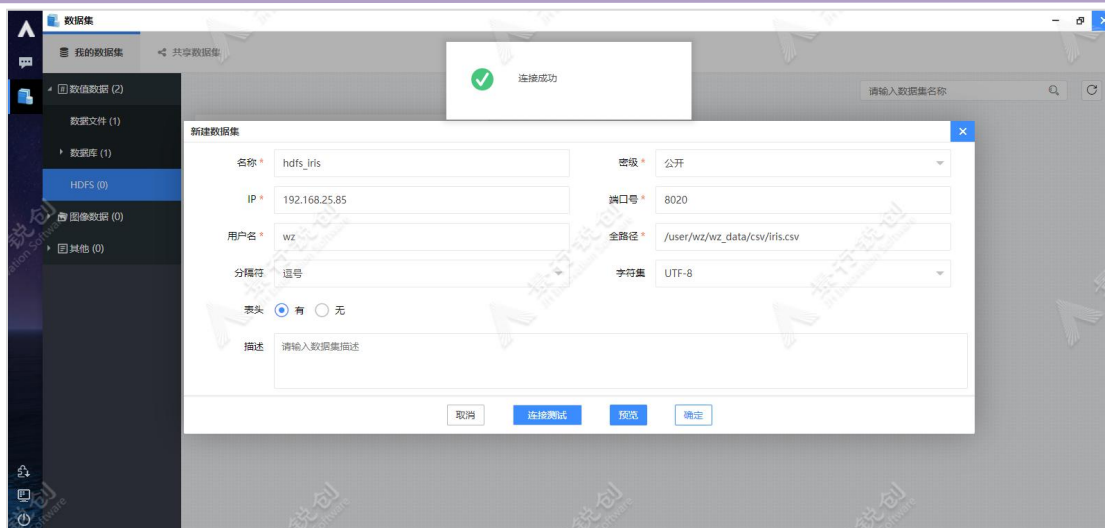 数据集
我的数据集
共享数据集
连接成功
数值数据 (2)
请输入数据集名称
数据文件 (1)
新建数据集
数据库 (1)
名称 * hdfs_iris 密级 * 公开
HDFS (0)
IP * 192.168.25.85 端口号 * 8020
图像数据 (0)
用户名 * wz 全路径 * /user/wz/wz_data/csv/iris.csv
其他 (0)
分隔符 逗号 字符集 UTF-8
表头 有 无
描述 请输入数据集描述
取消 连接测试 预览 确定